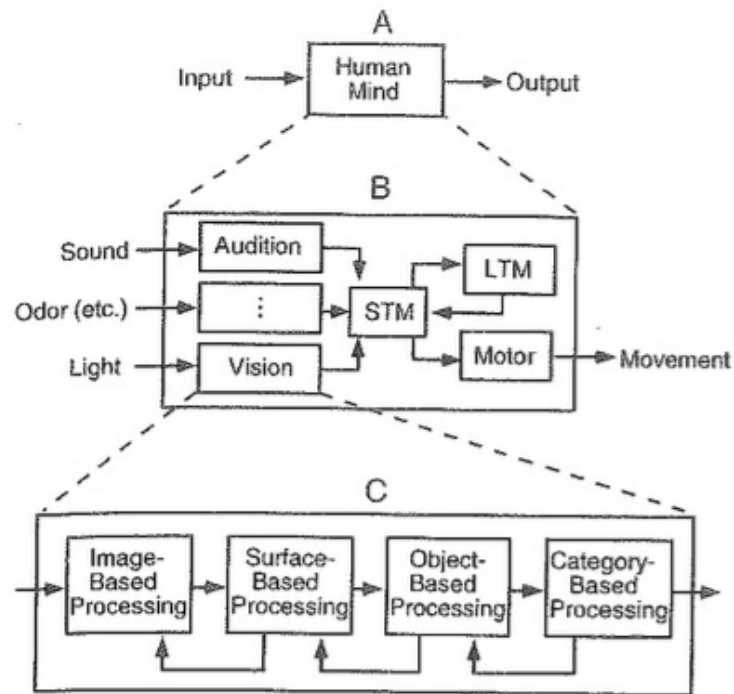 A
Input
Human
Mind
Output
B
Sound
Audition
LTM
Odor (etc.)
⋮
STM
Light
Vision
Motor
Movement
C
Image-
Based
Processing
Surface-
Based
Processing
Object-
Based
Processing
Category-
Based
Processing